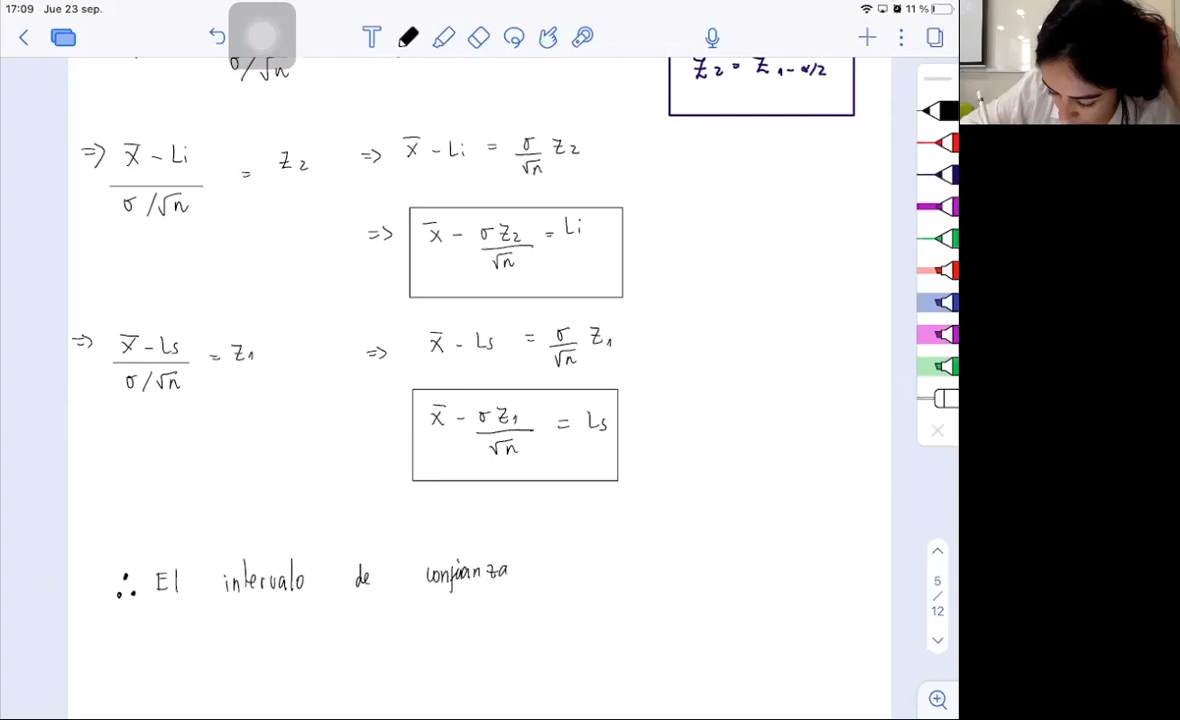 17:09 Jue 23 sep. 11 %
σ/√n
Z₂ = Z₁₋α/₂
=> (x̄ - Li)/(σ/√n) = Z₂ => x̄ - Li = σ/√n Z₂
=> x̄ - σZ₂/√n = Li
=> (x̄ - Ls)/(σ/√n) = Z₁ => x̄ - Ls = σ/√n Z₁
x̄ - σZ₁/√n = Ls
∴ El intervalo de confianza
5
/
12